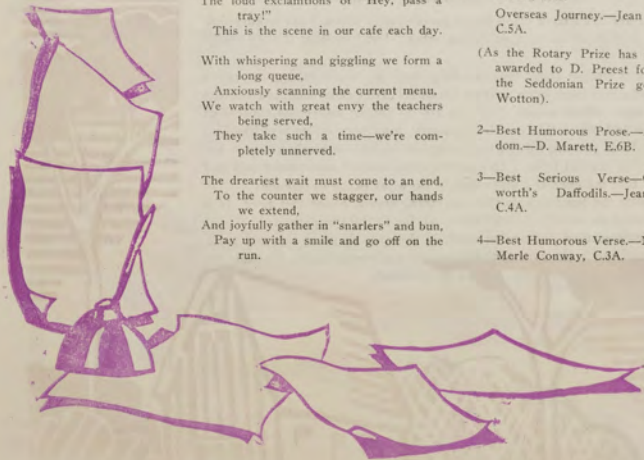 The loud exclamtions of "Hey, pass a
tray!"
This is the scene in our cafe each day.
With whispering and giggling we form a
long queue,
Anxiously scanning the current menu,
We watch with great envy the teachers
being served,
They take such a time—we're com-
pletely unnerved.
The dreariest wait must come to an end,
To the counter we stagger, our hands
we extend,
And joyfully gather in "snarlers" and bun,
Pay up with a smile and go off on the
run.
Overseas Journey.—Jean
C.5A.
(As the Rotary Prize has
awarded to D. Preest fo
the Seddonian Prize g
Wotton).
2—Best Humorous Prose.—
dom.—D. Marett, E.6B.
3—Best Serious Verse—
worth's Daffodils.—Jean
C.4A.
4—Best Humorous Verse.—
Merle Conway, C.3A.